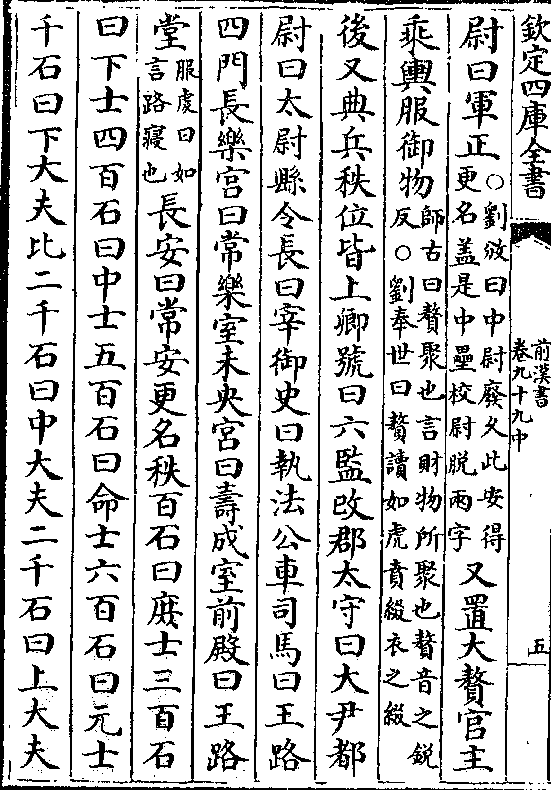 欽定四庫全書
前漢書
卷九十九中
五
尉曰軍正○劉攽曰中尉廢久此安得
更名蓋是中壘校尉脱兩字又置大贅官主
乘輿服御物師古曰贅聚也言財物所聚也贅音之鋭
反○劉奉世曰贅讀如虎賁綴衣之綴
後又典兵秩位皆上卿號曰六監改郡太守曰大尹都
尉曰太尉縣令長曰宰御史曰執法公車司馬曰王路
四門長樂宮曰常樂室未央宮曰壽成室前殿曰王路
堂服虔曰如
言路寢也長安曰常安更名秩百石曰庶士三百石
曰下士四百石曰中士五百石曰命士六百石曰元士
千石曰下大夫比二千石曰中大夫二千石曰上大夫